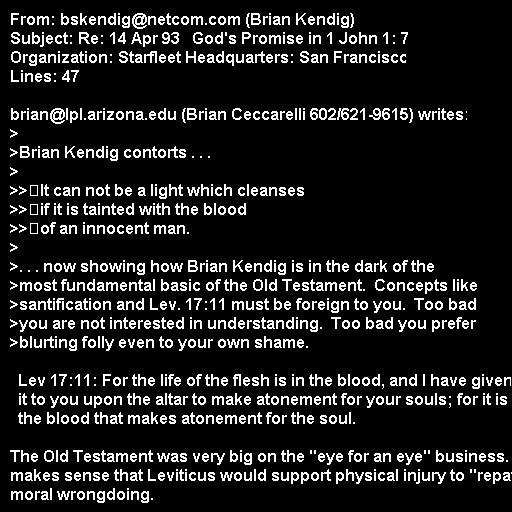 From: bskendig@netcom.com (Brian Kendig)
Subject: Re: 14 Apr 93   God's Promise in 1 John 1: 7
Organization: Starfleet Headquarters: San Francisco
Lines: 47

brian@lpl.arizona.edu (Brian Ceccarelli 602/621-9615) writes:
>
>Brian Kendig contorts . . .
>
>>It can not be a light which cleanses
>>if it is tainted with the blood
>>of an innocent man.
>
>. . . now showing how Brian Kendig is in the dark of the
>most fundamental basic of the Old Testament.  Concepts like
>santification and Lev. 17:11 must be foreign to you.  Too bad
>you are not interested in understanding.  Too bad you prefer
>blurting folly even to your own shame.

Lev 17:11: For the life of the flesh is in the blood, and I have given
it to you upon the altar to make atonement for your souls; for it is
the blood that makes atonement for the soul.

The Old Testament was very big on the "eye for an eye" business.
makes sense that Leviticus would support physical injury to
moral wrongdoing.